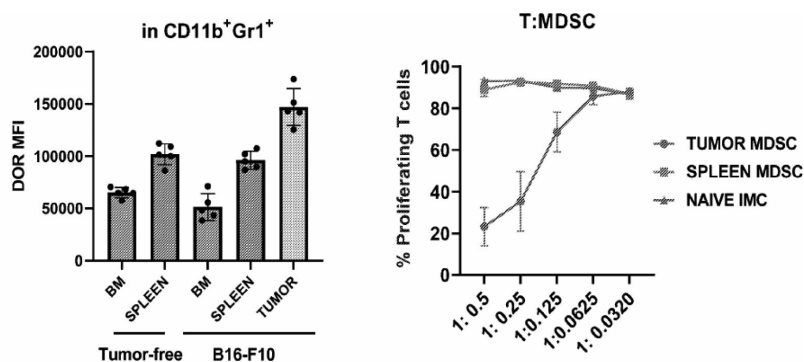 in CD11b⁺Gr1⁺
DOR MFI
200000
150000
100000
50000
0
BM
SPLEEN
BM
SPLEEN
TUMOR
Tumor-free
B16-F10
T:MDSC
% Proliferating T cells
100
80
60
40
20
0
1: 0.5
1: 0.25
1:0.125
1:0.0625
1: 0.0320
TUMOR MDSC
SPLEEN MDSC
NAIVE IMC